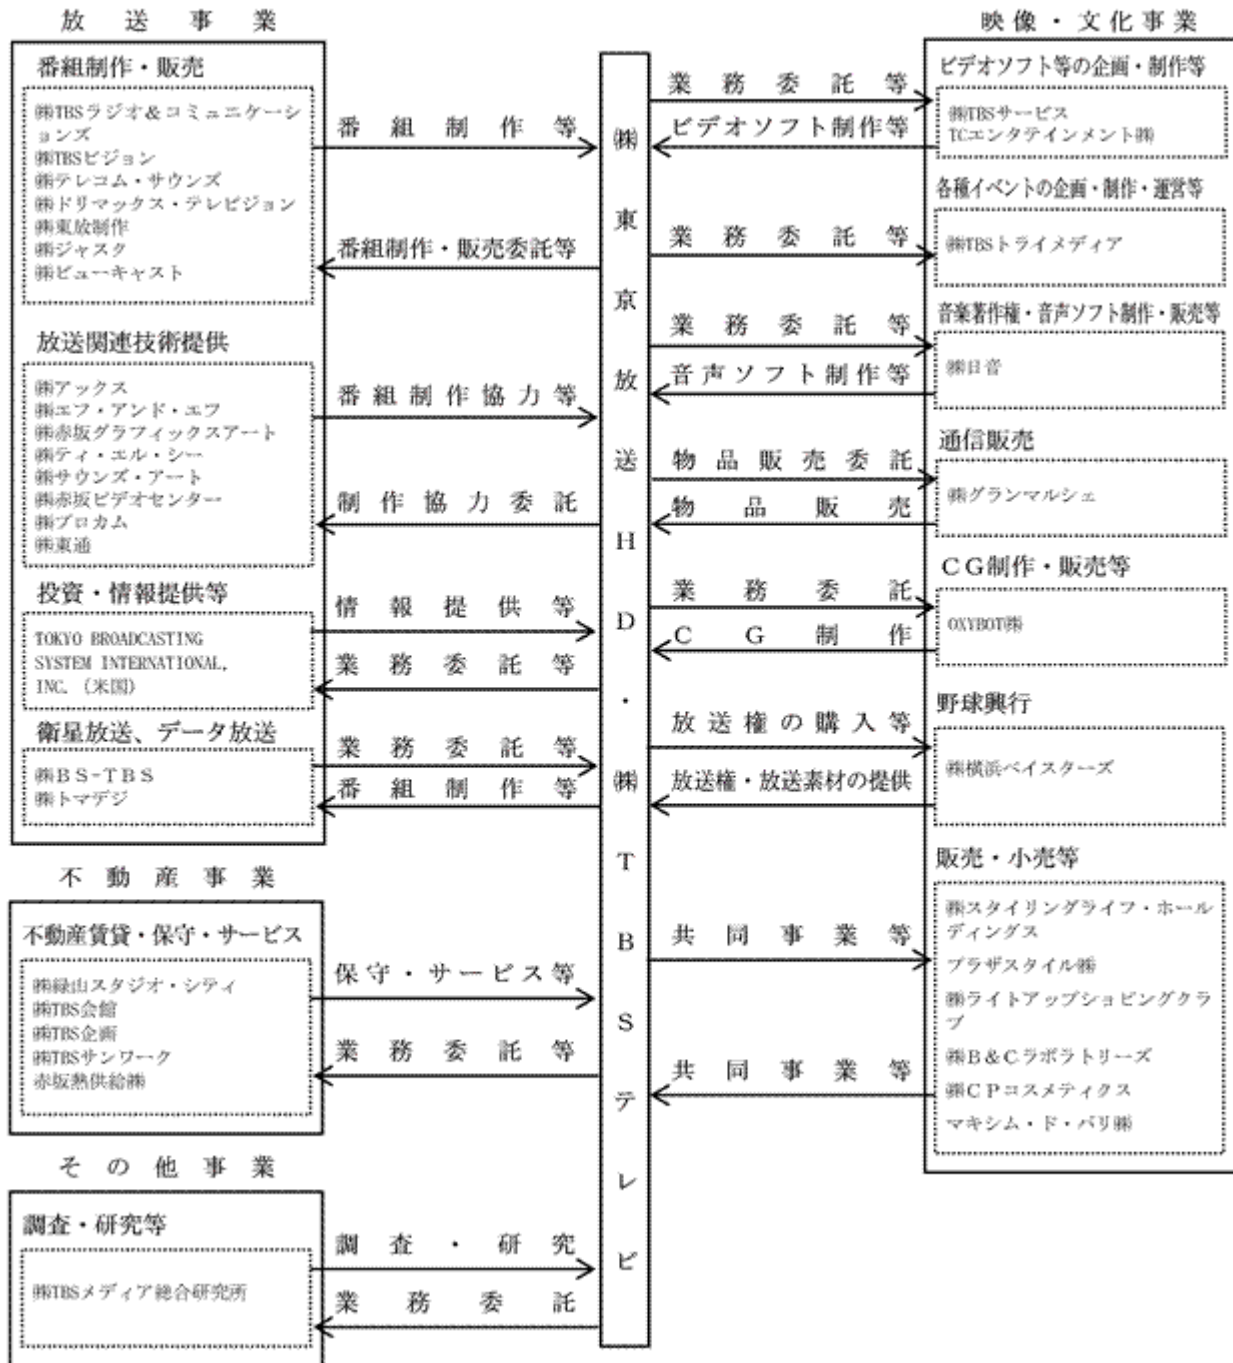 放送事業
番組制作・販売
㈱TBSラジオ＆コミュニケーシ
ョンズ
㈱TBSビジョン
㈱テレコム・サウンズ
㈱ドリマックス・テレビジョン
㈱東放制作
㈱ジャスク
㈱ビューキャスト
番組制作等
番組制作・販売委託等
放送関連技術提供
㈱アックス
㈱エフ・アンド・エフ
㈱赤坂グラフィックスアート
㈱ティ・エル・シー
㈱サウンズ・アート
㈱赤坂ビデオセンター
㈱プロカム
㈱東通
番組制作協力等
制作協力委託
投資・情報提供等
TOKYO BROADCASTING
SYSTEM INTERNATIONAL,
INC. (米国)
情報提供等
業務委託等
衛星放送、データ放送
㈱ＢＳ-ＴＢＳ
㈱トマデジ
業務委託等
番組制作等
不動産事業
不動産賃貸・保守・サービス
㈱緑山スタジオ・シティ
㈱TBS会館
㈱TBS企画
㈱TBSサンワーク
赤坂熱供給㈱
保守・サービス等
業務委託等
その他事業
調査・研究等
㈱TBSメディア総合研究所
調査・研究
業務委託
㈱東京放送ＨＤ・㈱ＴＢＳテレビ
映像・文化事業
ビデオソフト等の企画・制作等
㈱TBSサービス
TCエンタテインメント㈱
業務委託等
ビデオソフト制作等
各種イベントの企画・制作・運営等
㈱TBSトライメディア
業務委託等
音楽著作権・音声ソフト制作・販売等
㈱日音
業務委託等
音声ソフト制作等
通信販売
㈱グランマルシェ
物品販売委託
物品販売
ＣＧ制作・販売等
OXYBOT㈱
業務委託
ＣＧ制作
野球興行
㈱横浜ベイスターズ
放送権の購入等
放送権・放送素材の提供
販売・小売等
㈱スタイリングライフ・ホール
ディングス
プラザスタイル㈱
㈱ライトアップショピングクラ
ブ
㈱Ｂ＆Ｃラボラトリーズ
㈱ＣＰコスメティクス
マキシム・ド・パリ㈱
共同事業等
共同事業等